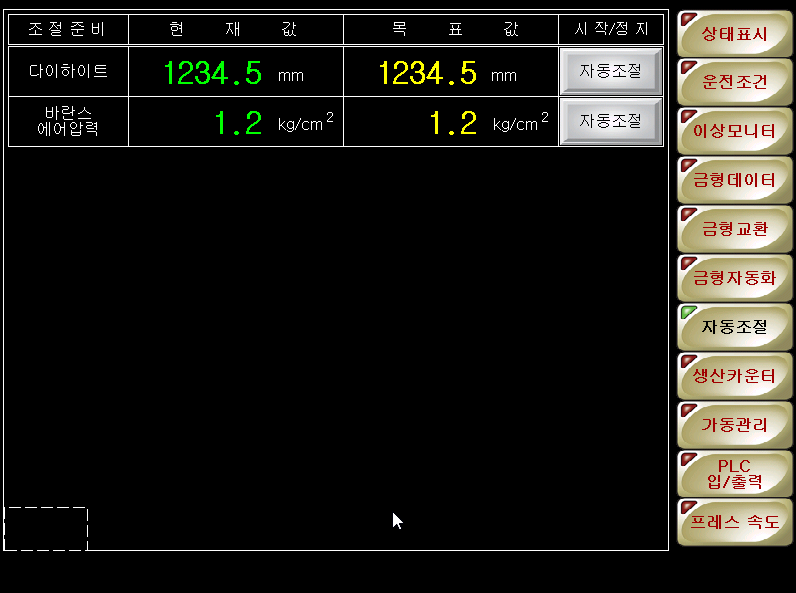 조 절 준 비 현 재 값 목 표 값 시 작/정 지
다이하이트 1234.5 mm 1234.5 mm 자동조절
바란스
에어압력 1.2 kg/cm² 1.2 kg/cm² 자동조절
상태표시
운전조건
이상모니터
금형데이터
금형교환
금형자동화
자동조절
생산카운터
가동관리
PLC
입/출력
프레스 속도